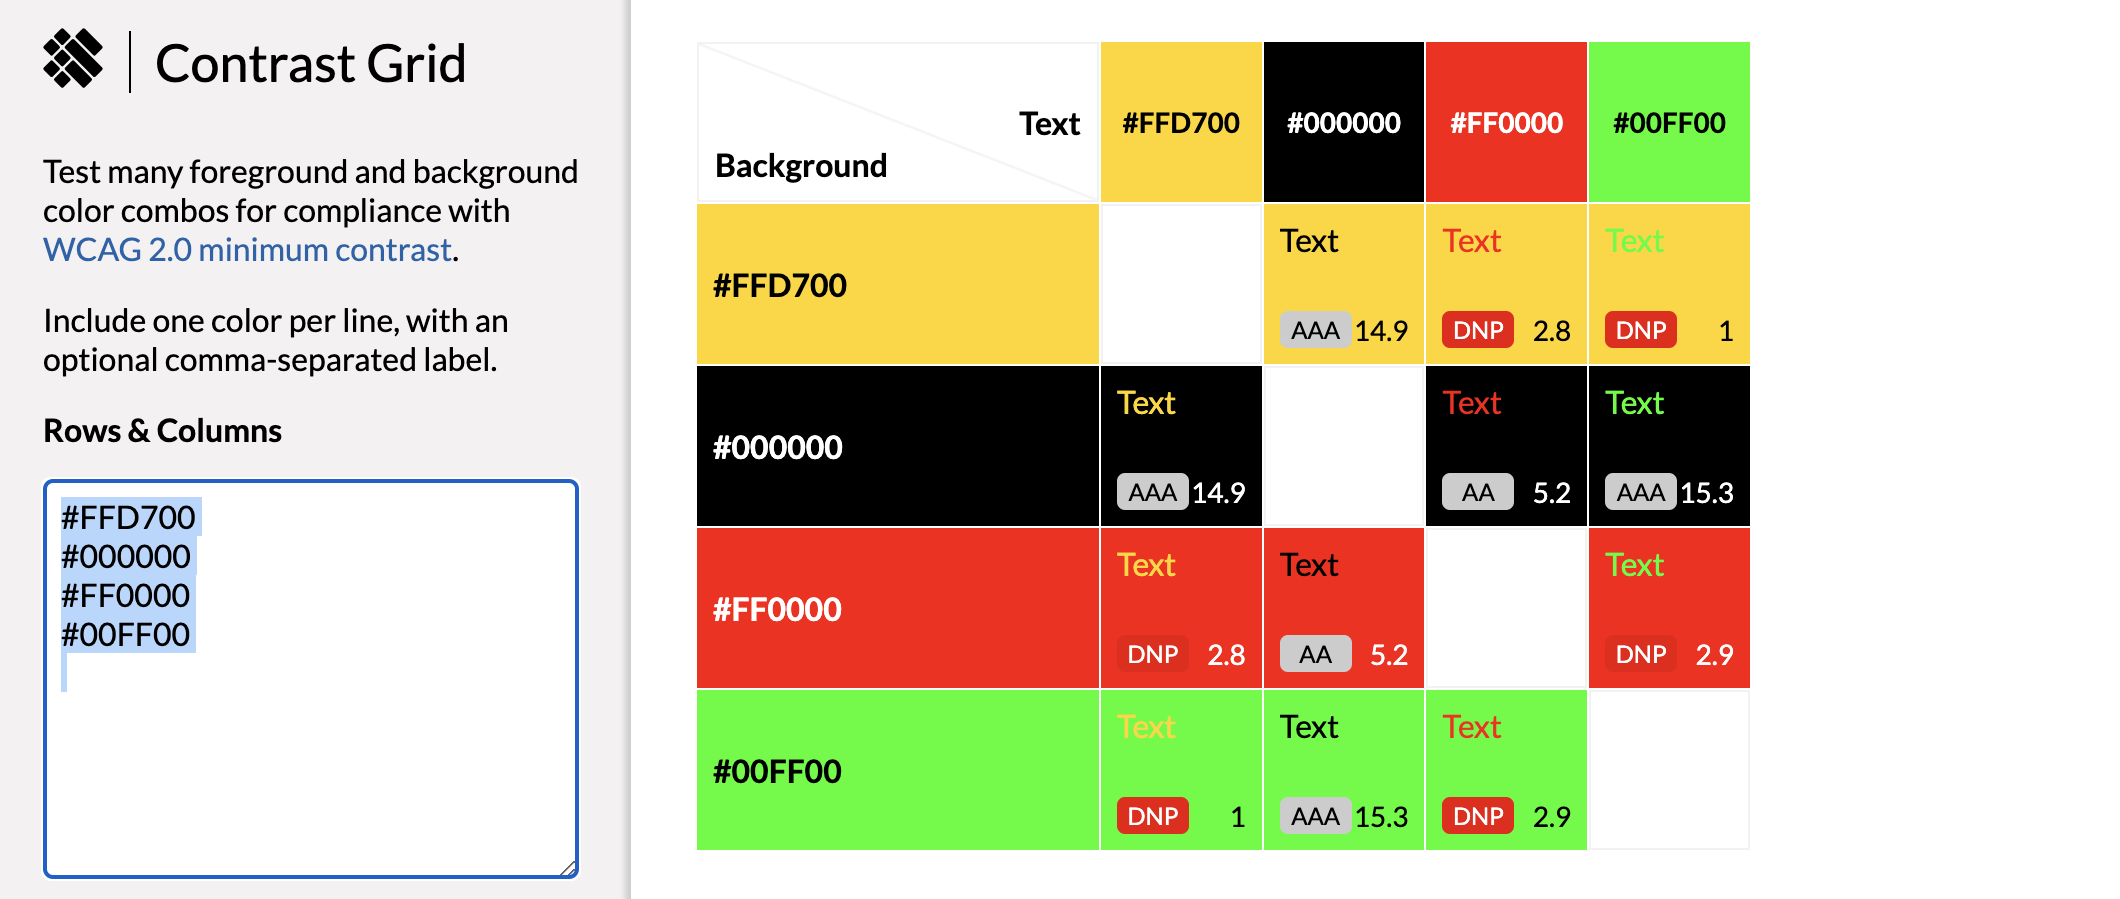 Contrast Grid
Test many foreground and background
color combos for compliance with
WCAG 2.0 minimum contrast.
Include one color per line, with an
optional comma-separated label.
Rows & Columns
#FFD700
#000000
#FF0000
#00FF00
Text
Background
#FFD700 #000000 #FF0000 #00FF00
#FFD700
Text Text Text
AAA 14.9 DNP 2.8 DNP 1
#000000
Text Text Text
AAA 14.9 AA 5.2 AAA 15.3
#FF0000
Text Text Text
DNP 2.8 AA 5.2 DNP 2.9
#00FF00
Text Text Text
DNP 1 AAA 15.3 DNP 2.9